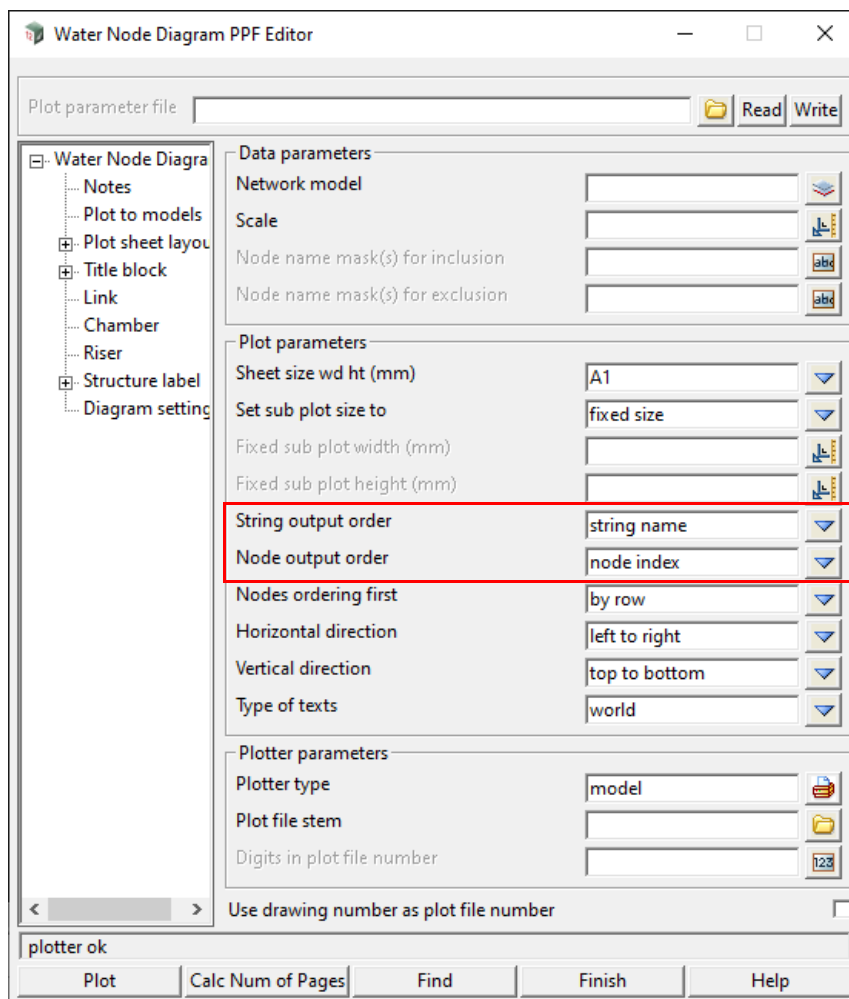 Water Node Diagram PPF Editor
Plot parameter file
Read
Write
Water Node Diagra
Notes
Plot to models
Plot sheet layou
Title block
Link
Chamber
Riser
Structure label
Diagram setting
Data parameters
Network model
Scale
Node name mask(s) for inclusion
abc
Node name mask(s) for exclusion
abc
Plot parameters
Sheet size wd ht (mm) A1
Set sub plot size to fixed size
Fixed sub plot width (mm)
Fixed sub plot height (mm)
String output order string name
Node output order node index
Nodes ordering first by row
Horizontal direction left to right
Vertical direction top to bottom
Type of texts world
Plotter parameters
Plotter type model
Plot file stem
Digits in plot file number 123
Use drawing number as plot file number
plotter ok
Plot Calc Num of Pages Find Finish Help